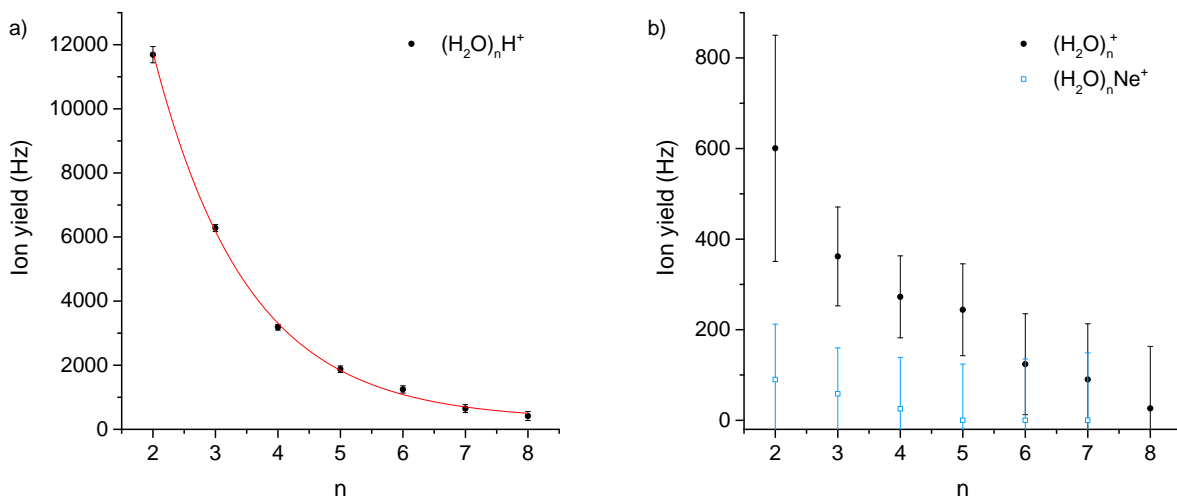 a)
(H₂O)ₙH⁺
Ion yield (Hz)
12000
10000
8000
6000
4000
2000
0
2 3 4 5 6 7 8
n
b)
(H₂O)ₙ⁺
(H₂O)ₙNe⁺
Ion yield (Hz)
800
600
400
200
0
2 3 4 5 6 7 8
n